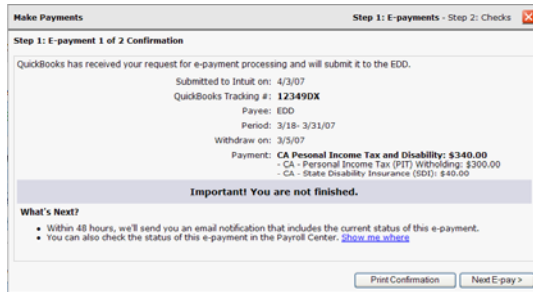 Make Payments
Step 1: E-payments - Step 2: Checks
Step 1: E-payment 1 of 2 Confirmation
QuickBooks has received your request for e-payment processing and will submit it to the EDD.
Submitted to Intuit on: 4/3/07
QuickBooks Tracking #: 12349DX
Payee: EDD
Period: 3/18- 3/31/07
Withdraw on: 3/5/07
Payment: CA Pesonal Income Tax and Disability: $340.00
- CA - Personal Income Tax (PIT) Witholding: $300.00
- CA - State Disability Insurance (SDI): $40.00
Important! You are not finished.
What's Next?
• Within 48 hours, we'll send you an email notification that includes the current status of this e-payment.
• You can also check the status of this e-payment in the Payroll Center. Show me where
Print Confirmation
Next E-pay >